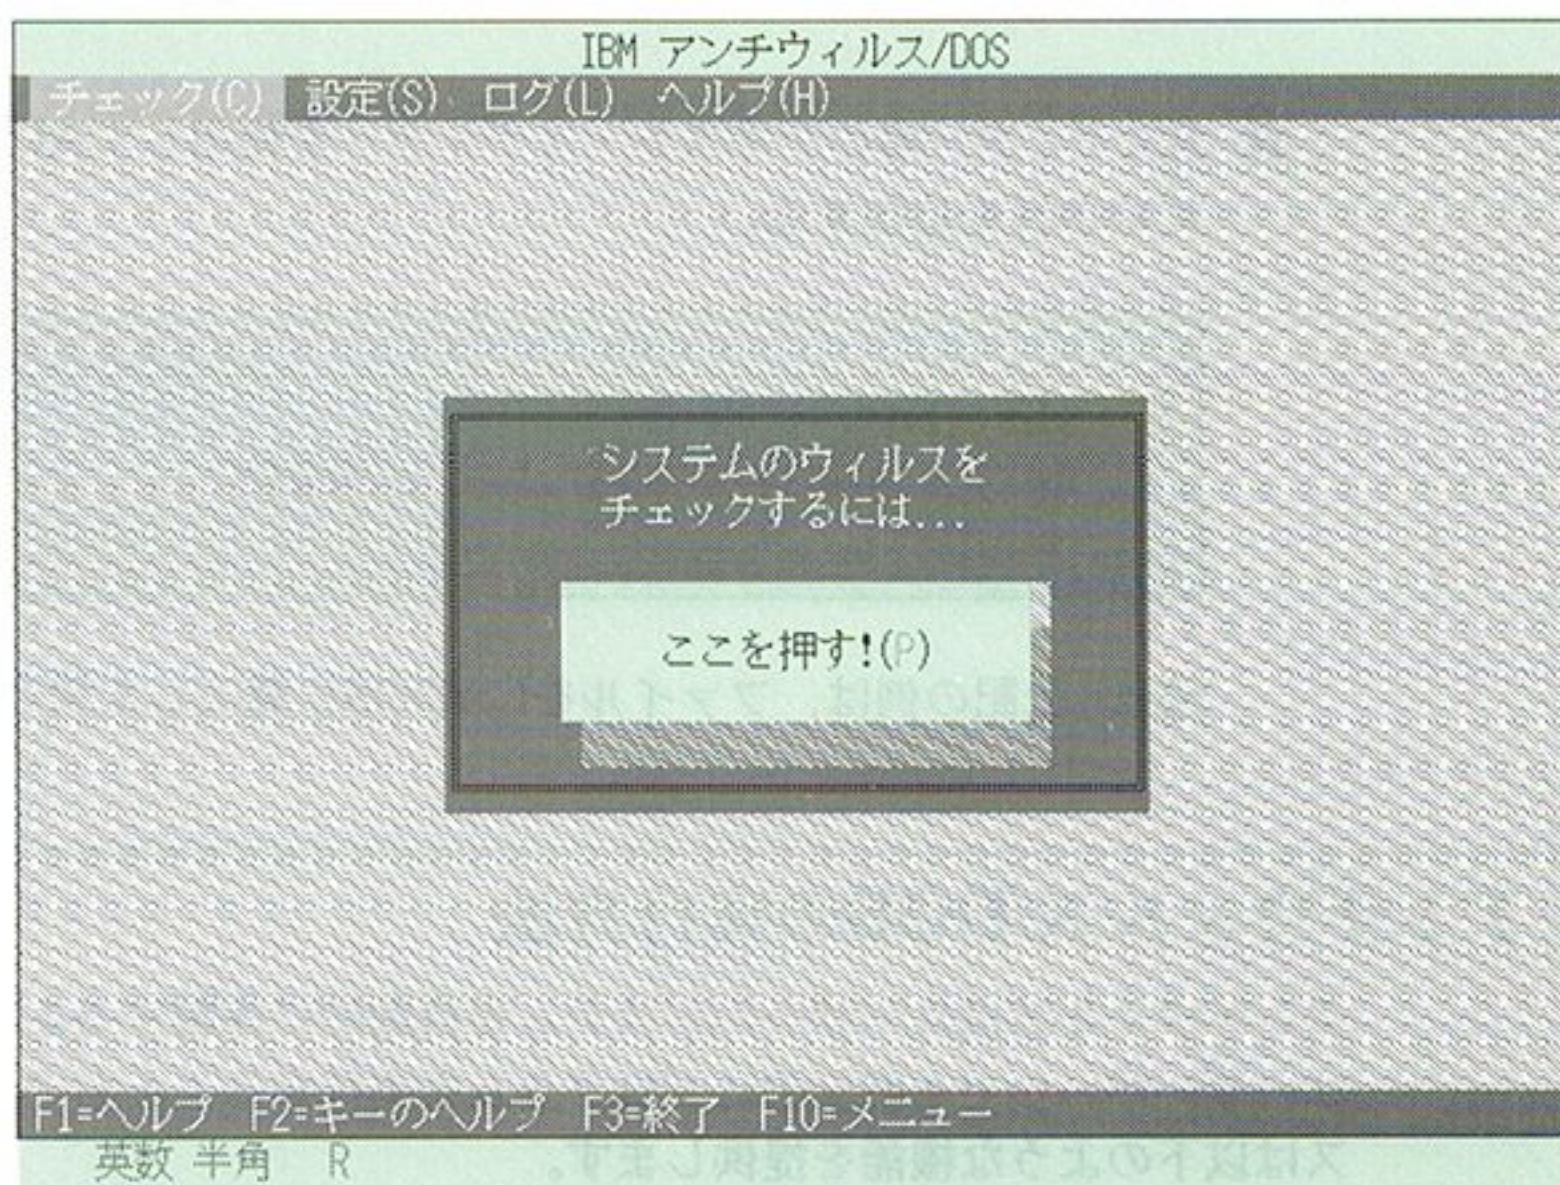 IBM アンチウィルス/DOS
チェック(C) 設定(S) ログ(L) ヘルプ(H)
システムのウィルスを
チェックするには...
ここを押す!(P)
F1=ヘルプ F2=キーのヘルプ F3=終了 F10=メニュー
英数 半角 R